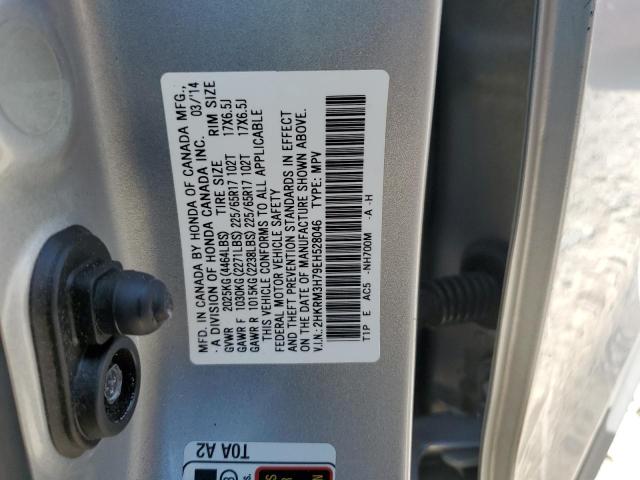 MFD. IN CANADA BY HONDA OF CANADA MFG.,
- A DIVISION OF HONDA CANADA INC. 03/'14
TIRE SIZE RIM SIZE
GVWR 2025KG (4464LBS)
GAWR F 1030KG (2271LBS) 225/65R17 102T 17X6.5J
GAWR R 1015KG (2238LBS) 225/65R17 102T 17X6.5J
THIS VEHICLE CONFORMS TO ALL APPLICABLE
FEDERAL MOTOR VEHICLE SAFETY
AND THEFT PREVENTION STANDARDS IN EFFECT
ON THE DATE OF MANUFACTURE SHOWN ABOVE.
V.I.N.: 2HKRM3H79EH528046 TYPE: MPV
T1P E AC5 -NH700M -A -H
T0A A2